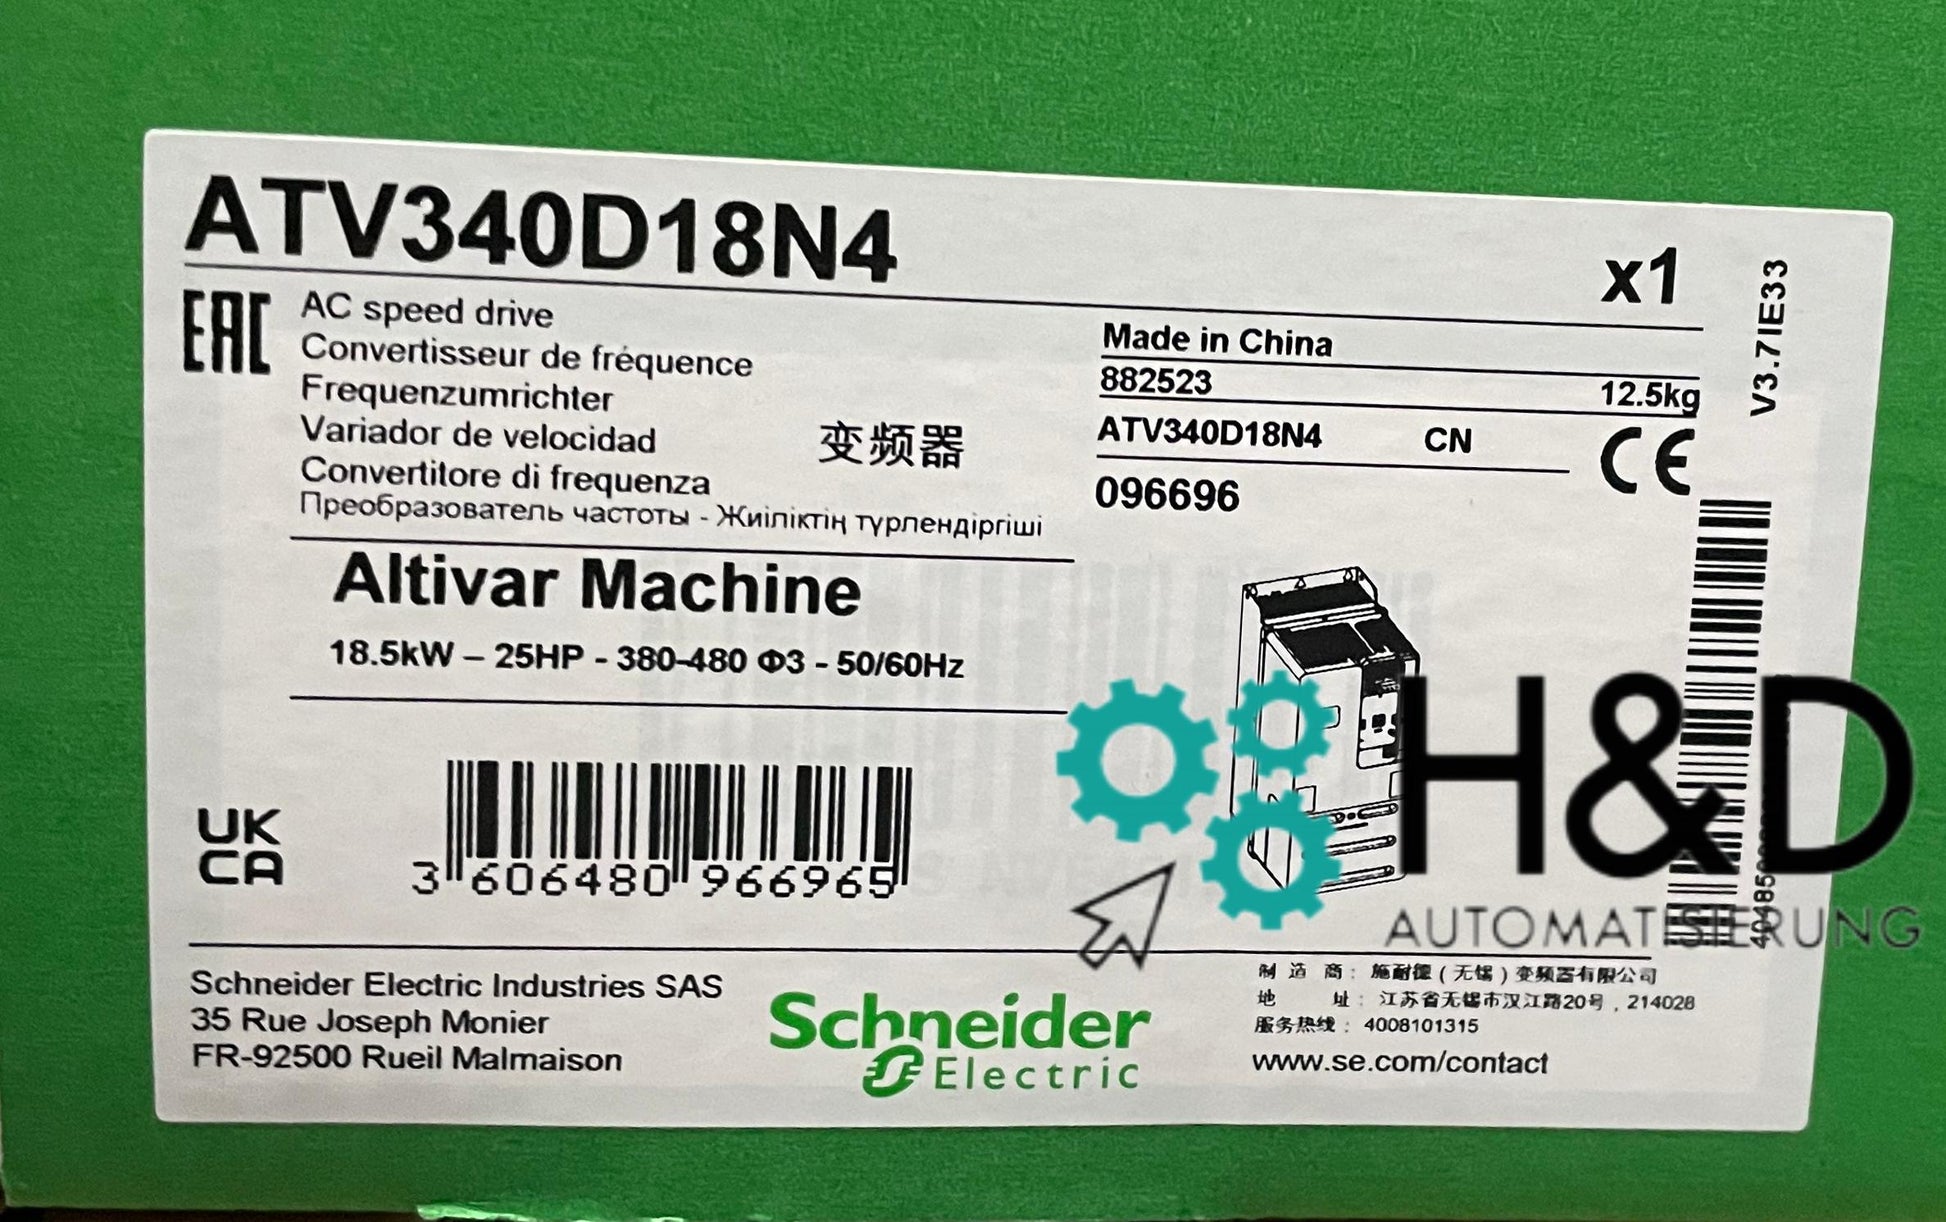 ATV340D18N4
x1
V3.7IE33
EAC
AC speed drive
Convertisseur de fréquence
Frequenzumrichter
Variador de velocidad
变频器
Convertitore di frequenza
Преобразователь частоты - Жиіліктің түрлендіргіші
Made in China
882523 12.5kg
ATV340D18N4 CN
CE
096696
Altivar Machine
18.5kW – 25HP - 380-480 Φ3 - 50/60Hz
UK
CA
3 606480 966965
H&D
AUTOMATISIERUNG
Schneider Electric Industries SAS
35 Rue Joseph Monier
FR-92500 Rueil Malmaison
Schneider
Electric
制 造 商：施耐德（无锡）变频器有限公司
地 址：江苏省无锡市汉江路20号，214028
服务热线：4008101315
www.se.com/contact